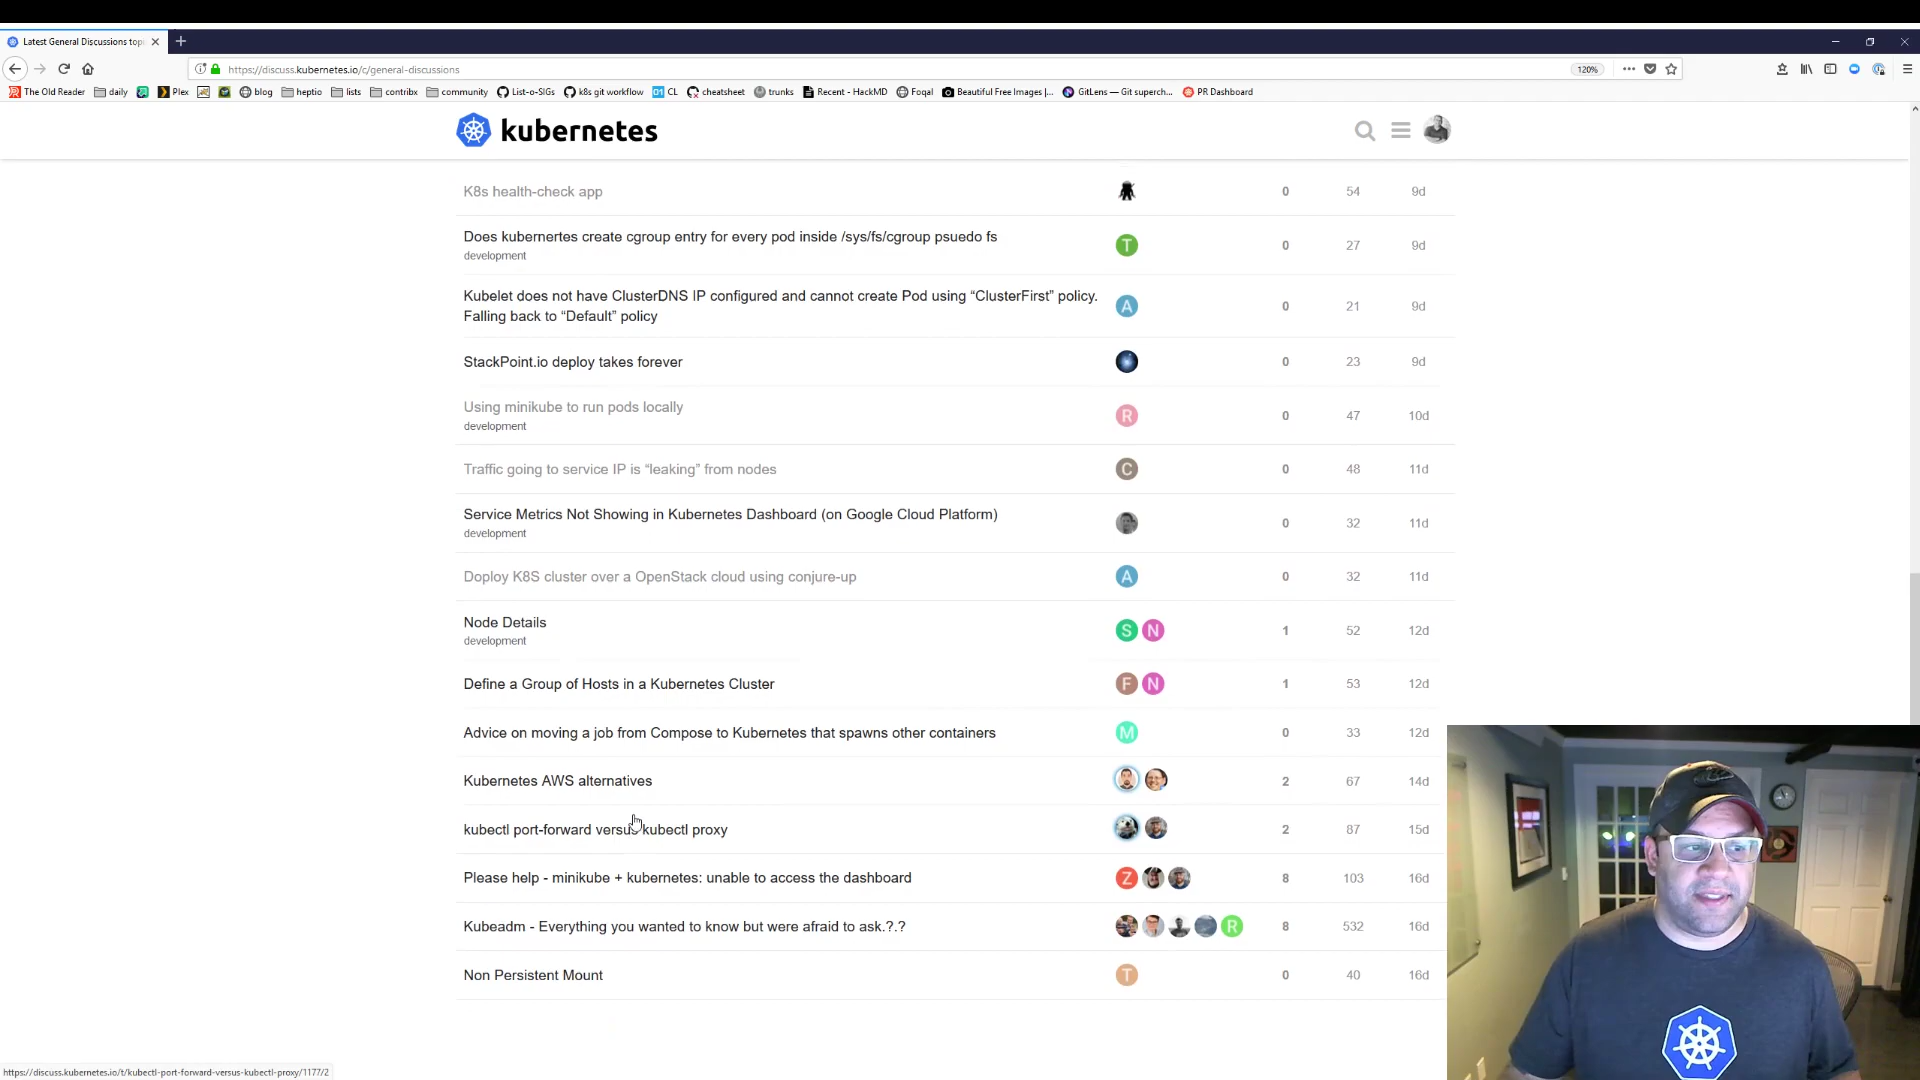 Latest General Discussions top
https://discuss.kubernetes.io/c/general-discussions
120%
The Old Reader
daily
Plex
blog
heptio
lists
contribx
community
List-o-SIGs
k8s git workflow
CL
cheatsheet
trunks
Recent - HackMD
Foqal
Beautiful Free Images |...
GitLens — Git superch...
PR Dashboard
kubernetes
K8s health-check app 0 54 9d
Does kubernertes create cgroup entry for every pod inside /sys/fs/cgroup psuedo fs
development
T 0 27 9d
Kubelet does not have ClusterDNS IP configured and cannot create Pod using “ClusterFirst” policy.
Falling back to “Default” policy
A 0 21 9d
StackPoint.io deploy takes forever 0 23 9d
Using minikube to run pods locally
development
R 0 47 10d
Traffic going to service IP is “leaking” from nodes C 0 48 11d
Service Metrics Not Showing in Kubernetes Dashboard (on Google Cloud Platform)
development
0 32 11d
Doploy K8S cluster over a OpenStack cloud using conjure-up A 0 32 11d
Node Details
development
S N 1 52 12d
Define a Group of Hosts in a Kubernetes Cluster F N 1 53 12d
Advice on moving a job from Compose to Kubernetes that spawns other containers M 0 33 12d
Kubernetes AWS alternatives 2 67 14d
kubectl port-forward versus kubectl proxy 2 87 15d
Please help - minikube + kubernetes: unable to access the dashboard Z 8 103 16d
Kubeadm - Everything you wanted to know but were afraid to ask.?.? R 8 532 16d
Non Persistent Mount T 0 40 16d
https://discuss.kubernetes.io/t/kubectl-port-forward-versus-kubectl-proxy/1177/2